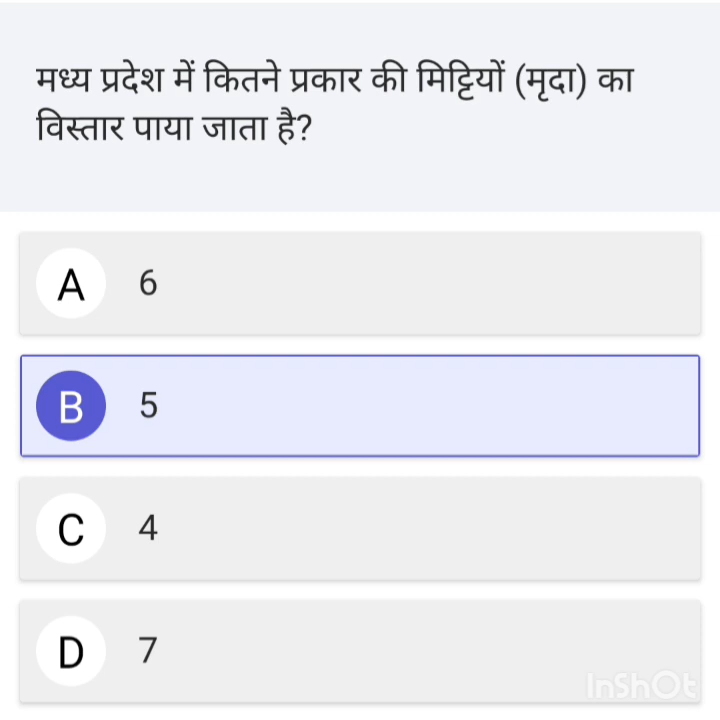 मध्य प्रदेश में कितने प्रकार की मिट्टियों (मृदा) का
विस्तार पाया जाता है?
A 6
B 5
C 4
D 7
InShOt